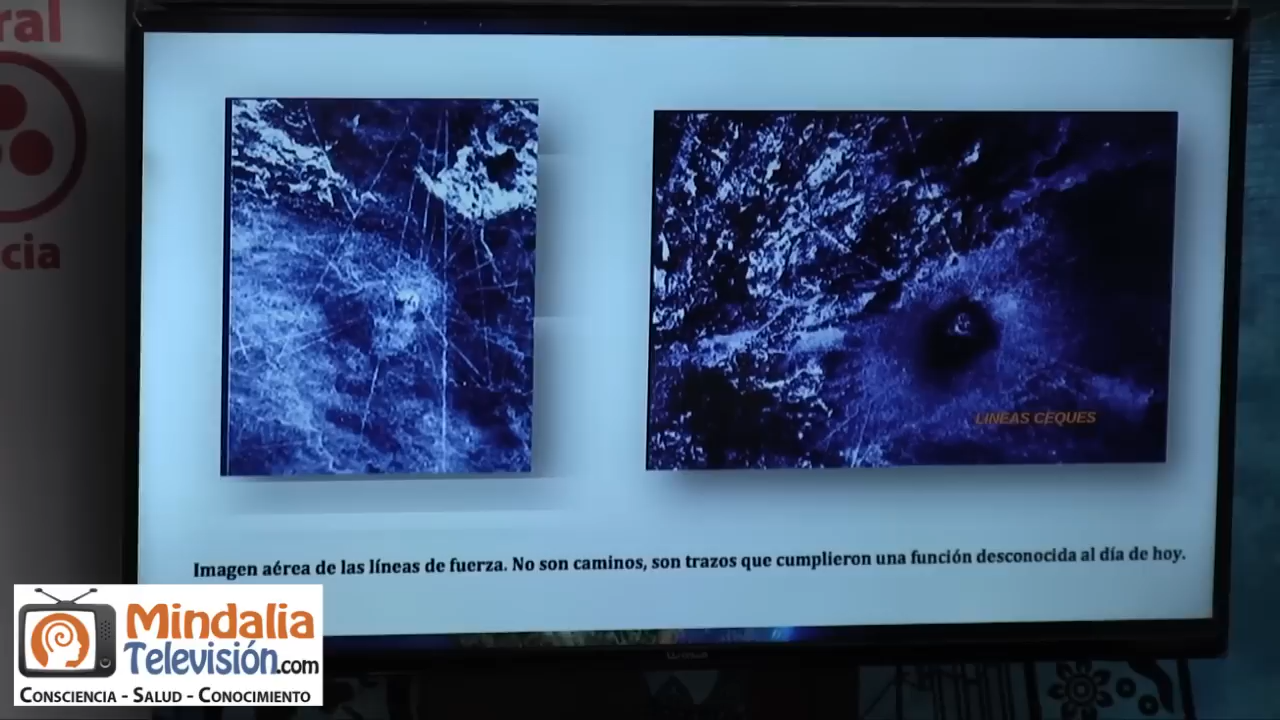 ral
cia
LINEAS CEQUES
Imagen aérea de las líneas de fuerza. No son caminos, son trazos que cumplieron una función desconocida al día de hoy.
Mindalia
Televisión.com
CONSCIENCIA - SALUD - CONOCIMIENTO